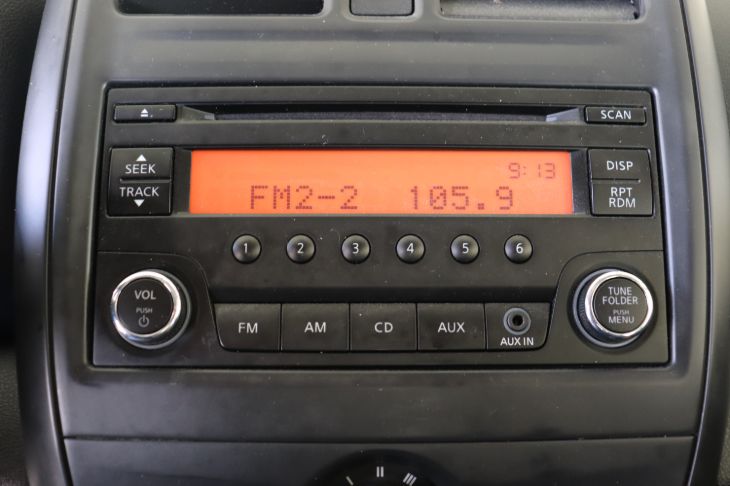 SCAN
SEEK
TRACK
9:13
FM2-2 105.9
DISP
RPT
RDM
1 2 3 4 5 6
VOL
PUSH
TUNE
FOLDER
PUSH
MENU
FM AM CD AUX
AUX IN